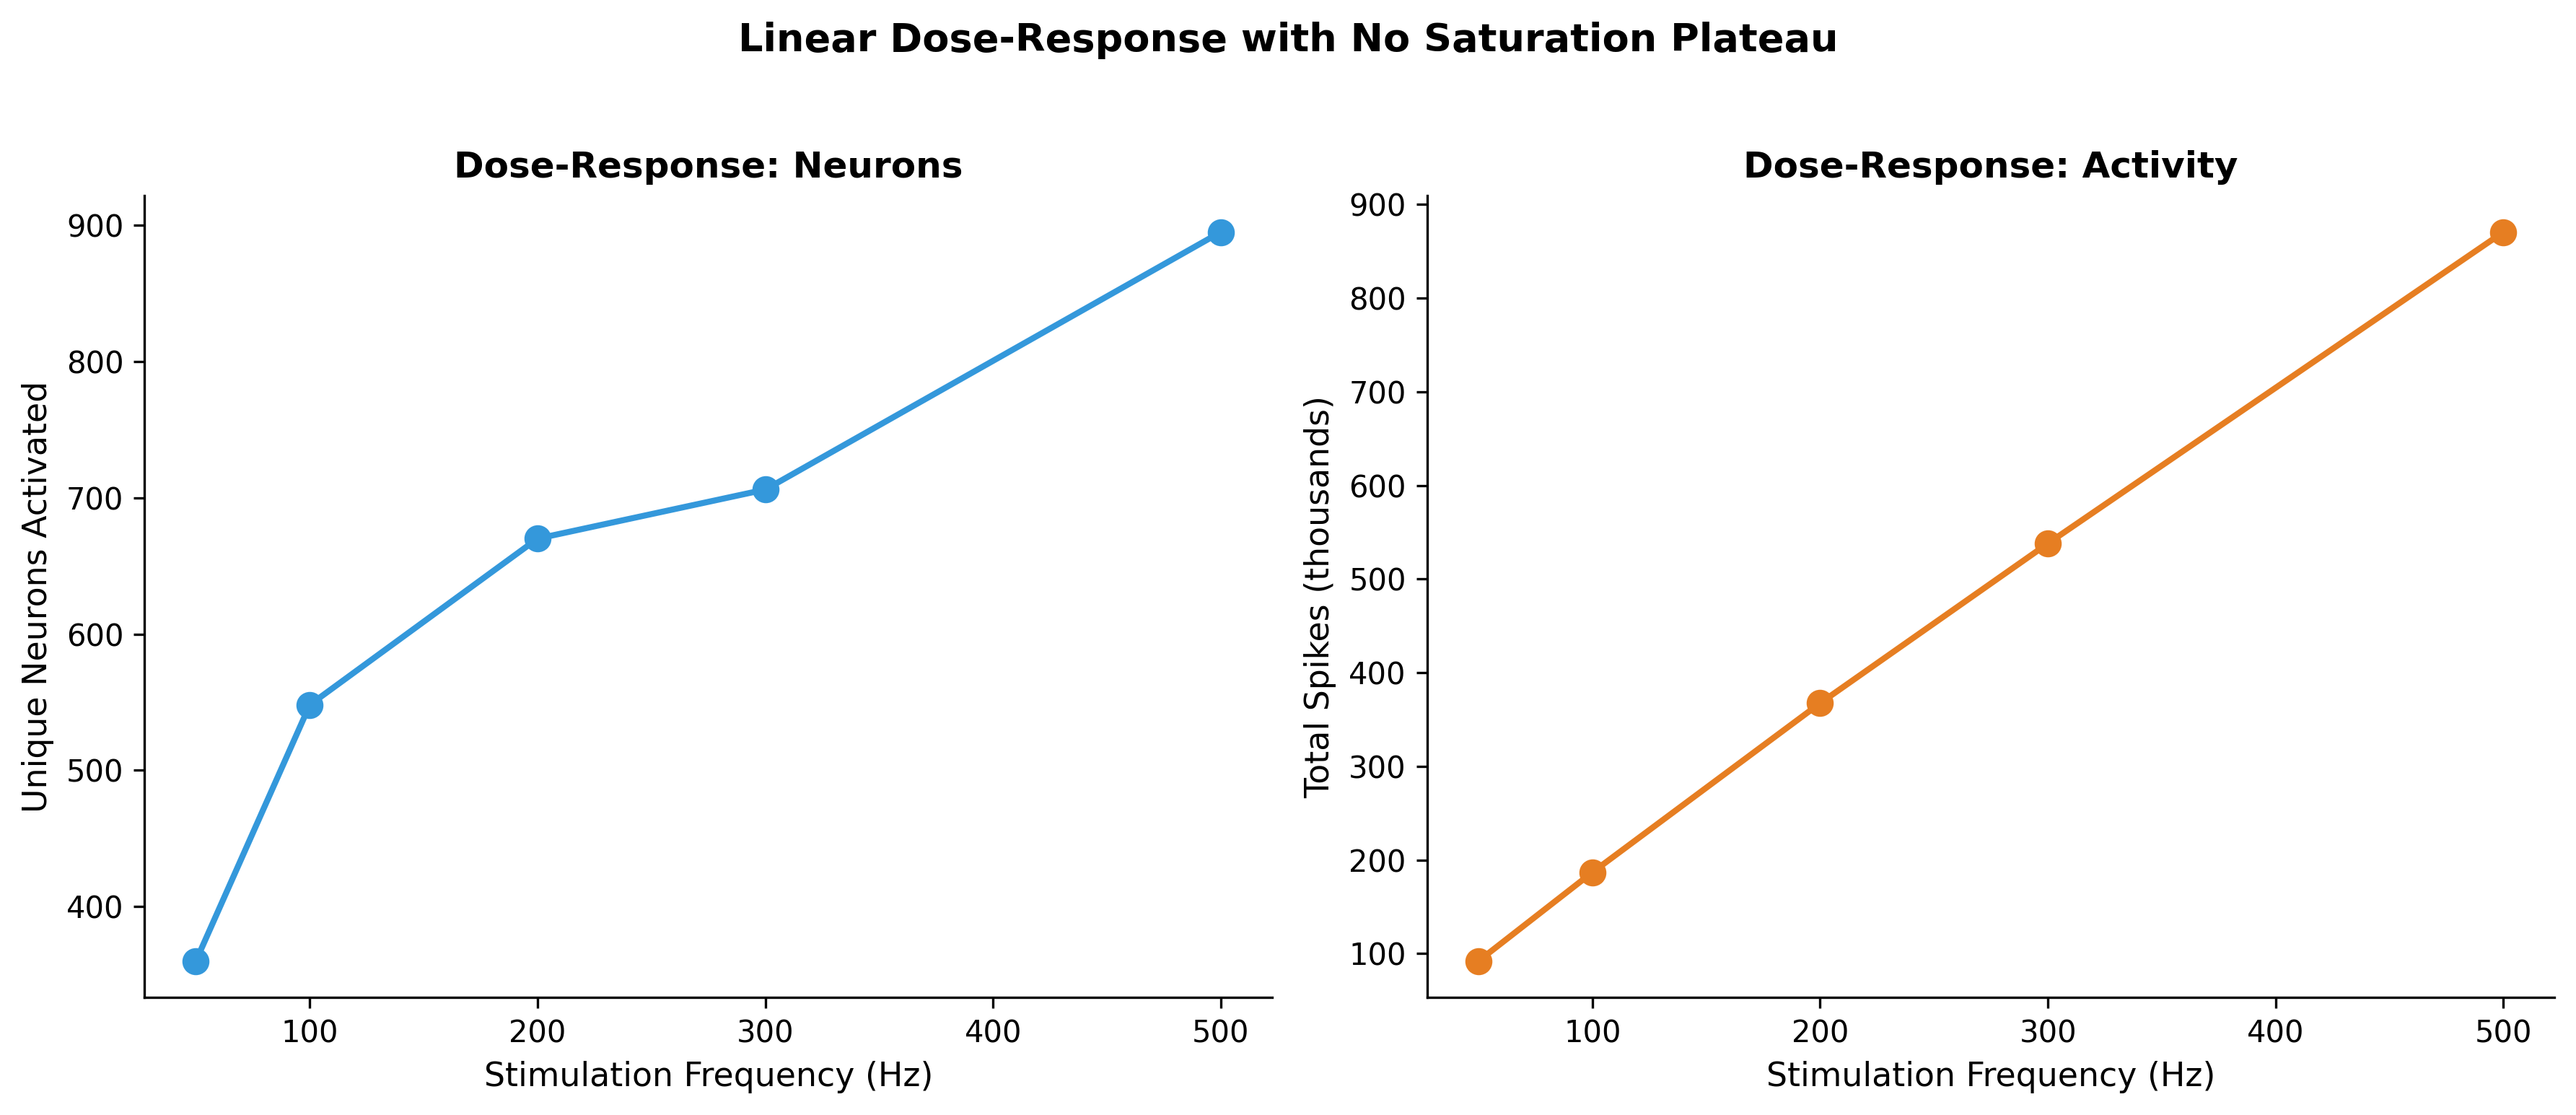 Linear Dose-Response with No Saturation Plateau
Dose-Response: Neurons
Unique Neurons Activated
900
800
700
600
500
400
100 200 300 400 500
Stimulation Frequency (Hz)
Dose-Response: Activity
Total Spikes (thousands)
900
800
700
600
500
400
300
200
100
100 200 300 400 500
Stimulation Frequency (Hz)